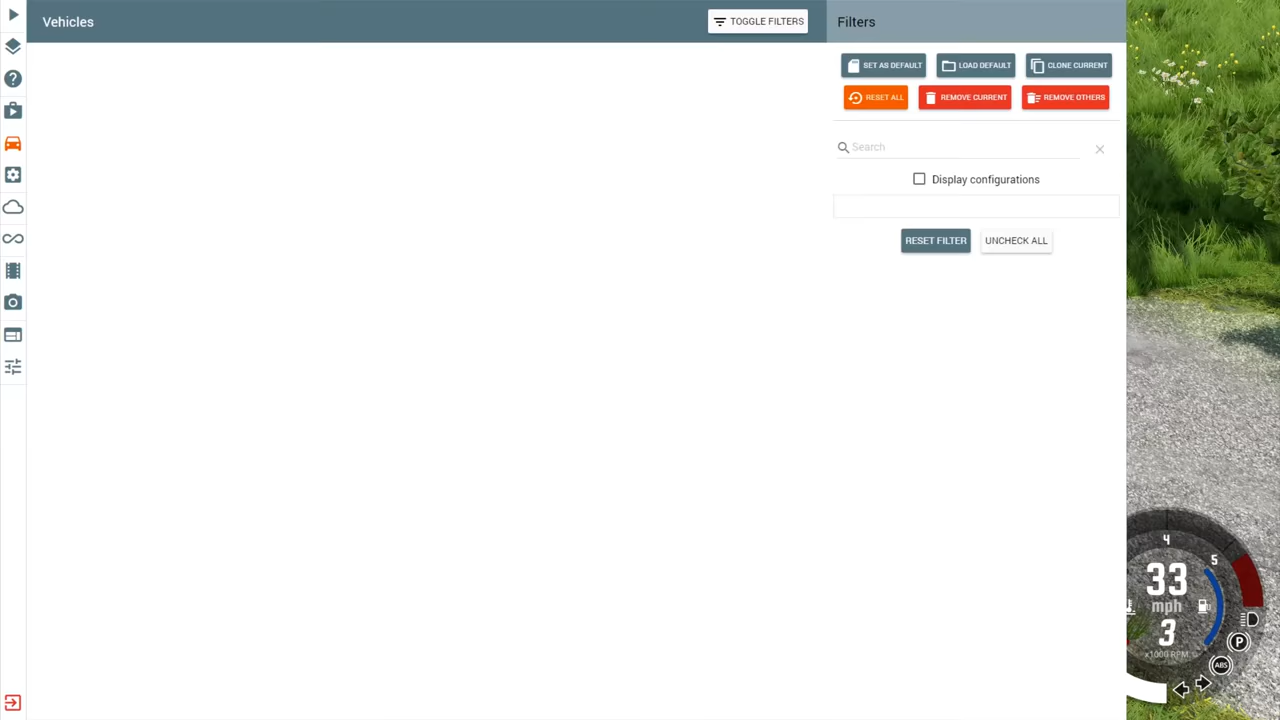 Vehicles
TOGGLE FILTERS
Filters
SET AS DEFAULT
LOAD DEFAULT
CLONE CURRENT
RESET ALL
REMOVE CURRENT
REMOVE OTHERS
Search
Display configurations
RESET FILTER
UNCHECK ALL
4
5
33
mph
3
x1000 RPM
P
ABS